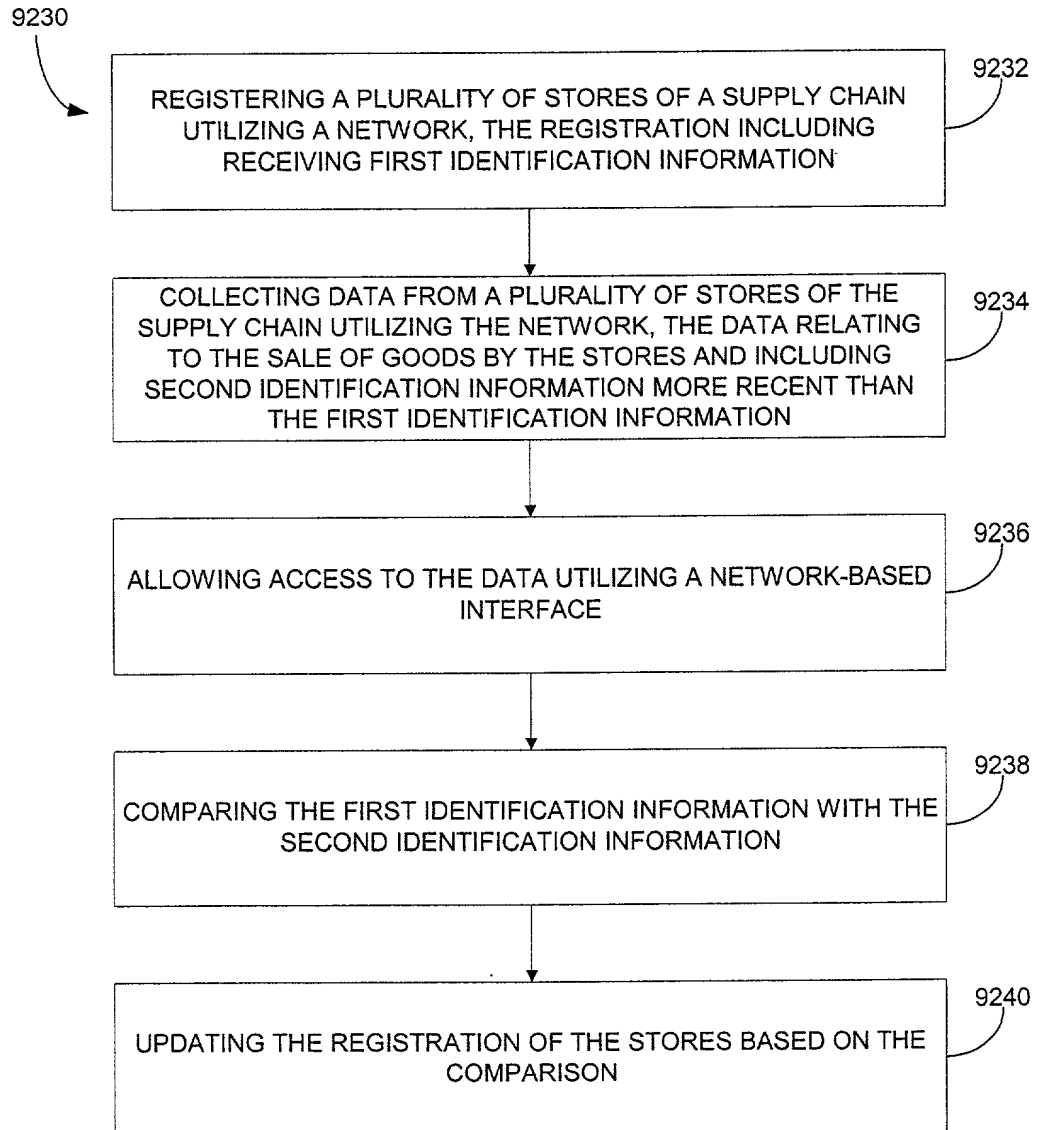 9230
9232
REGISTERING A PLURALITY OF STORES OF A SUPPLY CHAIN
UTILIZING A NETWORK, THE REGISTRATION INCLUDING
RECEIVING FIRST IDENTIFICATION INFORMATION
9234
COLLECTING DATA FROM A PLURALITY OF STORES OF THE
SUPPLY CHAIN UTILIZING THE NETWORK, THE DATA RELATING
TO THE SALE OF GOODS BY THE STORES AND INCLUDING
SECOND IDENTIFICATION INFORMATION MORE RECENT THAN
THE FIRST IDENTIFICATION INFORMATION
9236
ALLOWING ACCESS TO THE DATA UTILIZING A NETWORK-BASED
INTERFACE
9238
COMPARING THE FIRST IDENTIFICATION INFORMATION WITH THE
SECOND IDENTIFICATION INFORMATION
9240
UPDATING THE REGISTRATION OF THE STORES BASED ON THE
COMPARISON